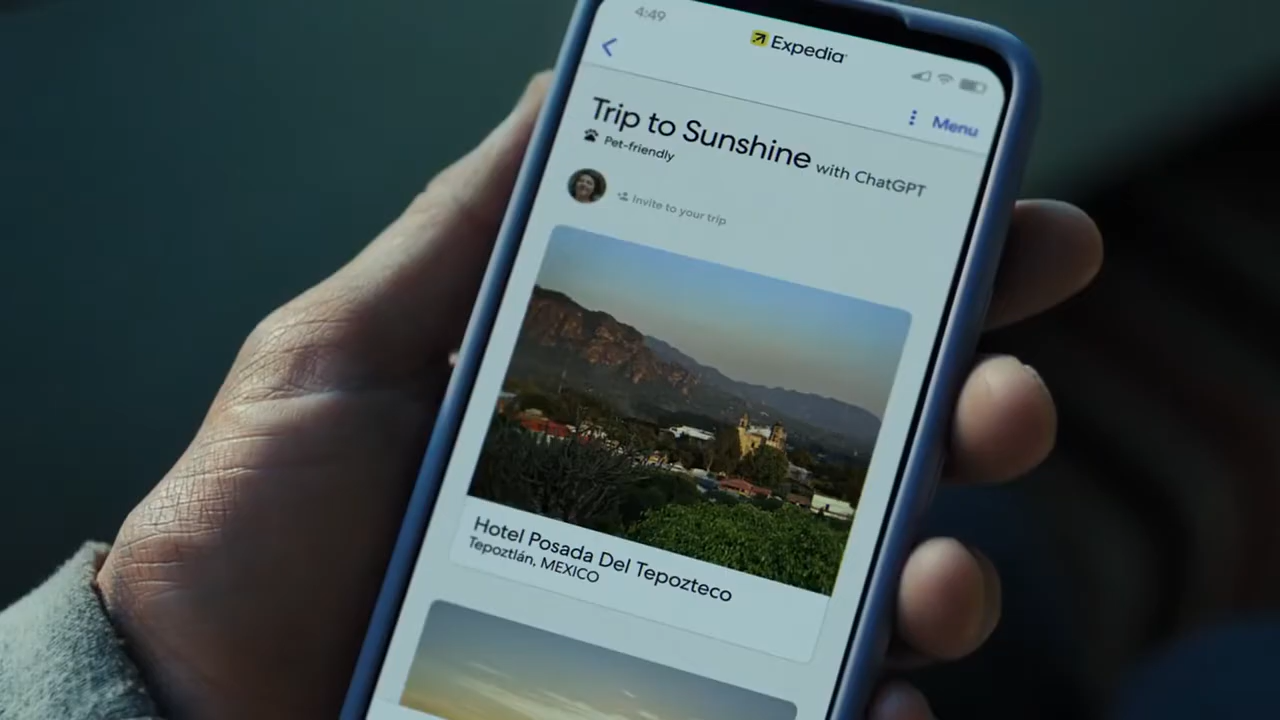 4:49
Expedia
Menu
Trip to Sunshine with ChatGPT
Pet-friendly
Invite to your trip
Hotel Posada Del Tepozteco
Tepoztlán, MEXICO